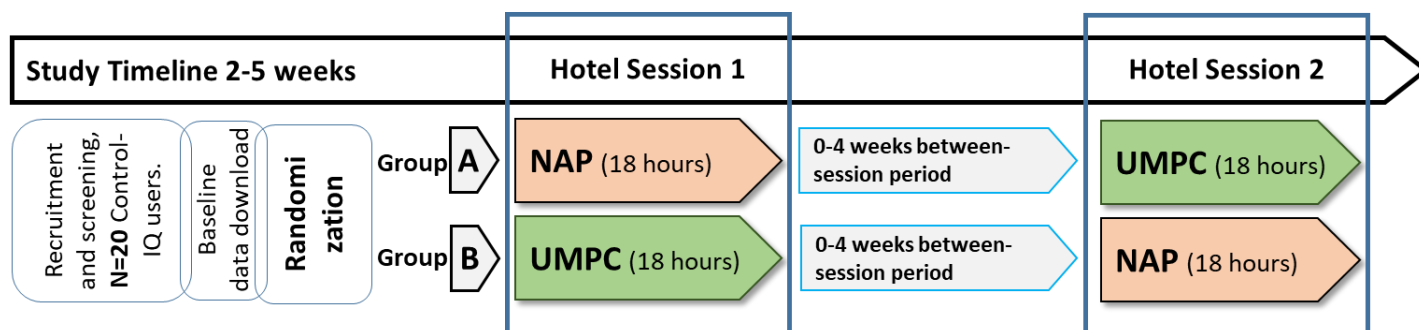 Study Timeline 2-5 weeks
Hotel Session 1
Hotel Session 2
Recruitment
and screening,
N=20 Control-
IQ users.
Baseline
data download
Randomi
zation
Group A
NAP (18 hours)
0-4 weeks between-
session period
UMPC (18 hours)
Group B
UMPC (18 hours)
0-4 weeks between-
session period
NAP (18 hours)